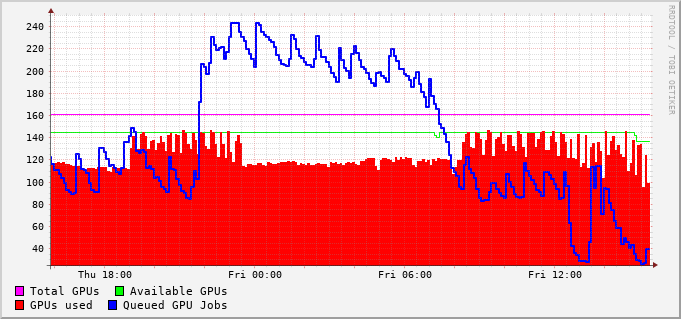 240
220
200
180
160
140
120
100
80
60
40
Thu 18:00 Fri 00:00 Fri 06:00 Fri 12:00
Total GPUs Available GPUs
GPUs used Queued GPU Jobs
RRDTOOL / TOBI OETIKER